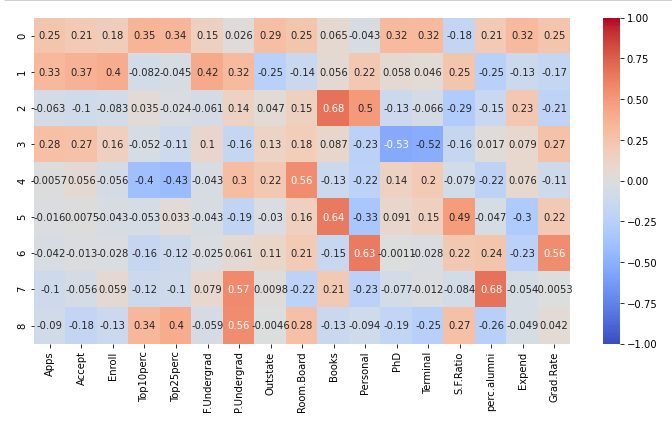 0 0.25 0.21 0.18 0.35 0.34 0.15 0.026 0.29 0.25 0.065 -0.043 0.32 0.32 -0.18 0.21 0.32 0.25
1 0.33 0.37 0.4 -0.082 -0.045 0.42 0.32 -0.25 -0.14 0.056 0.22 0.058 0.046 0.25 -0.25 -0.13 -0.17
2 -0.063 -0.1 -0.083 0.035 -0.024 -0.061 0.14 0.047 0.15 0.68 0.5 -0.13 -0.066 -0.29 -0.15 0.23 -0.21
3 0.28 0.27 0.16 -0.052 -0.11 0.1 -0.16 0.13 0.18 0.087 -0.23 -0.53 -0.52 -0.16 0.017 0.079 0.27
4 0.0057 0.056 -0.056 -0.4 -0.43 -0.043 0.3 0.22 0.56 -0.13 -0.22 0.14 0.2 -0.079 -0.22 0.076 -0.11
5 -0.016 0.0075 -0.043 -0.053 0.033 -0.043 -0.19 -0.03 0.16 0.64 -0.33 0.091 0.15 0.49 -0.047 -0.3 0.22
6 -0.042 -0.013 -0.028 -0.16 -0.12 -0.025 0.061 0.11 0.21 -0.15 0.63 -0.0011 -0.028 0.22 0.24 -0.23 0.56
7 -0.1 -0.1 0.059 -0.12 -0.1 0.079 0.57 0.0098 -0.22 0.21 -0.23 -0.077 -0.012 -0.084 0.68 -0.054 -0.0053
8 -0.09 -0.18 -0.13 0.34 0.4 -0.059 0.56 -0.0046 0.28 -0.13 -0.094 -0.19 -0.25 0.27 -0.26 -0.049 0.042
Apps Accept Enroll Top10perc Top25perc F.Undergrad P.Undergrad Outstate Room.Board Books Personal PhD Terminal S.F.Ratio perc.alumni Expend Grad.Rate
1.00
0.75
0.50
0.25
0.00
−0.25
−0.50
−0.75
−1.00